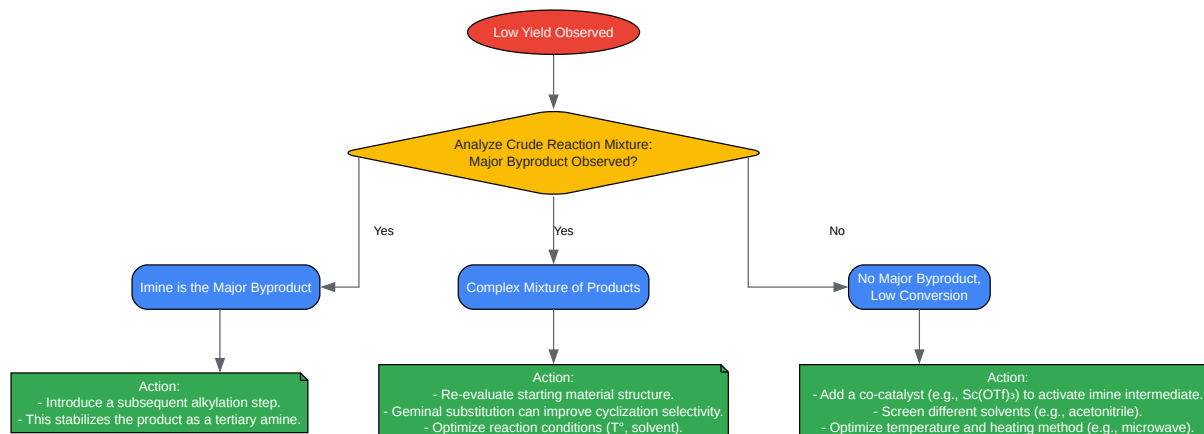 Low Yield Observed
Analyze Crude Reaction Mixture:
Major Byproduct Observed?
Yes
Yes
No
Imine is the Major Byproduct
Complex Mixture of Products
No Major Byproduct,
Low Conversion
Action:
- Introduce a subsequent alkylation step.
- This stabilizes the product as a tertiary amine.
Action:
- Re-evaluate starting material structure.
- Geminal substitution can improve cyclization selectivity.
- Optimize reaction conditions (T°, solvent).
Action:
- Add a co-catalyst (e.g., Sc(OTf)₃) to activate imine intermediate.
- Screen different solvents (e.g., acetonitrile).
- Optimize temperature and heating method (e.g., microwave).